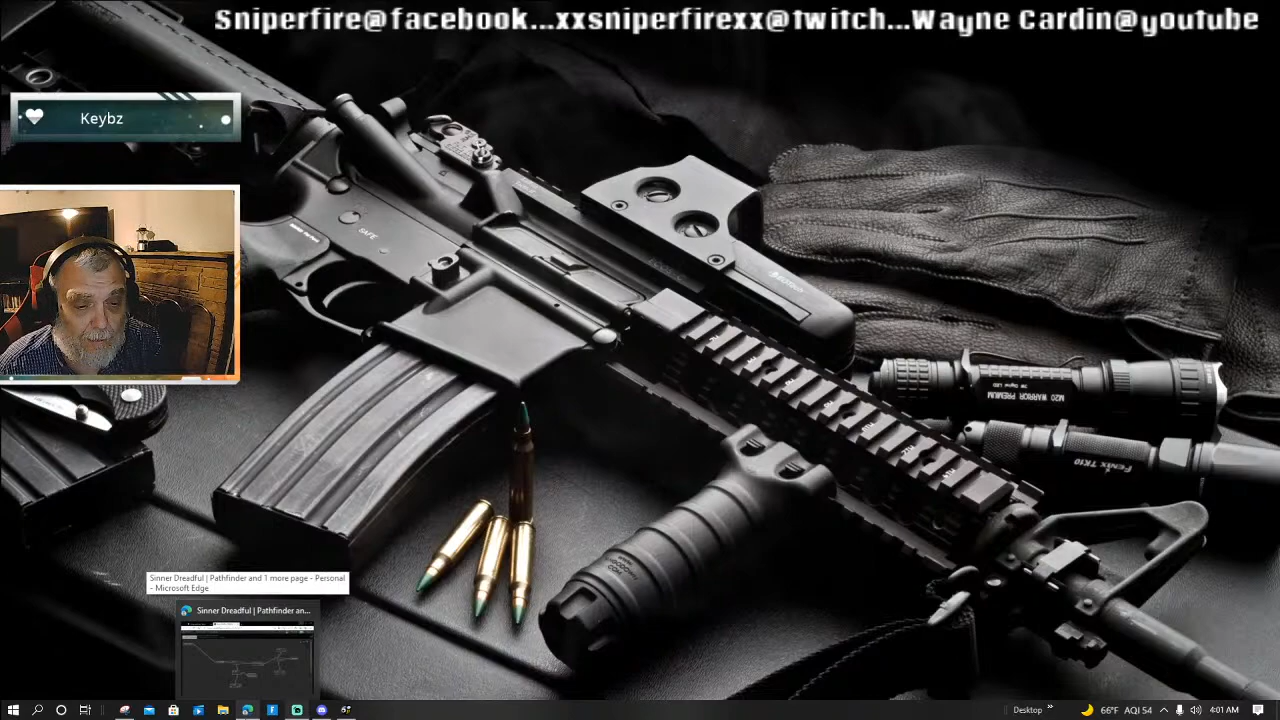 Sniperfire@facebook...xxsniperfirexx@twitch...Wayne Cardin@youtube
Keybz
SAFE
M20 WARRIOR PREMIUM
Fenix TK10
Sinner Dreadful | Pathfinder and 1 more page - Personal
- Microsoft Edge
Sinner Dreadful | Pathfinder an...
Desktop
66°F AQI 54
4:01 AM